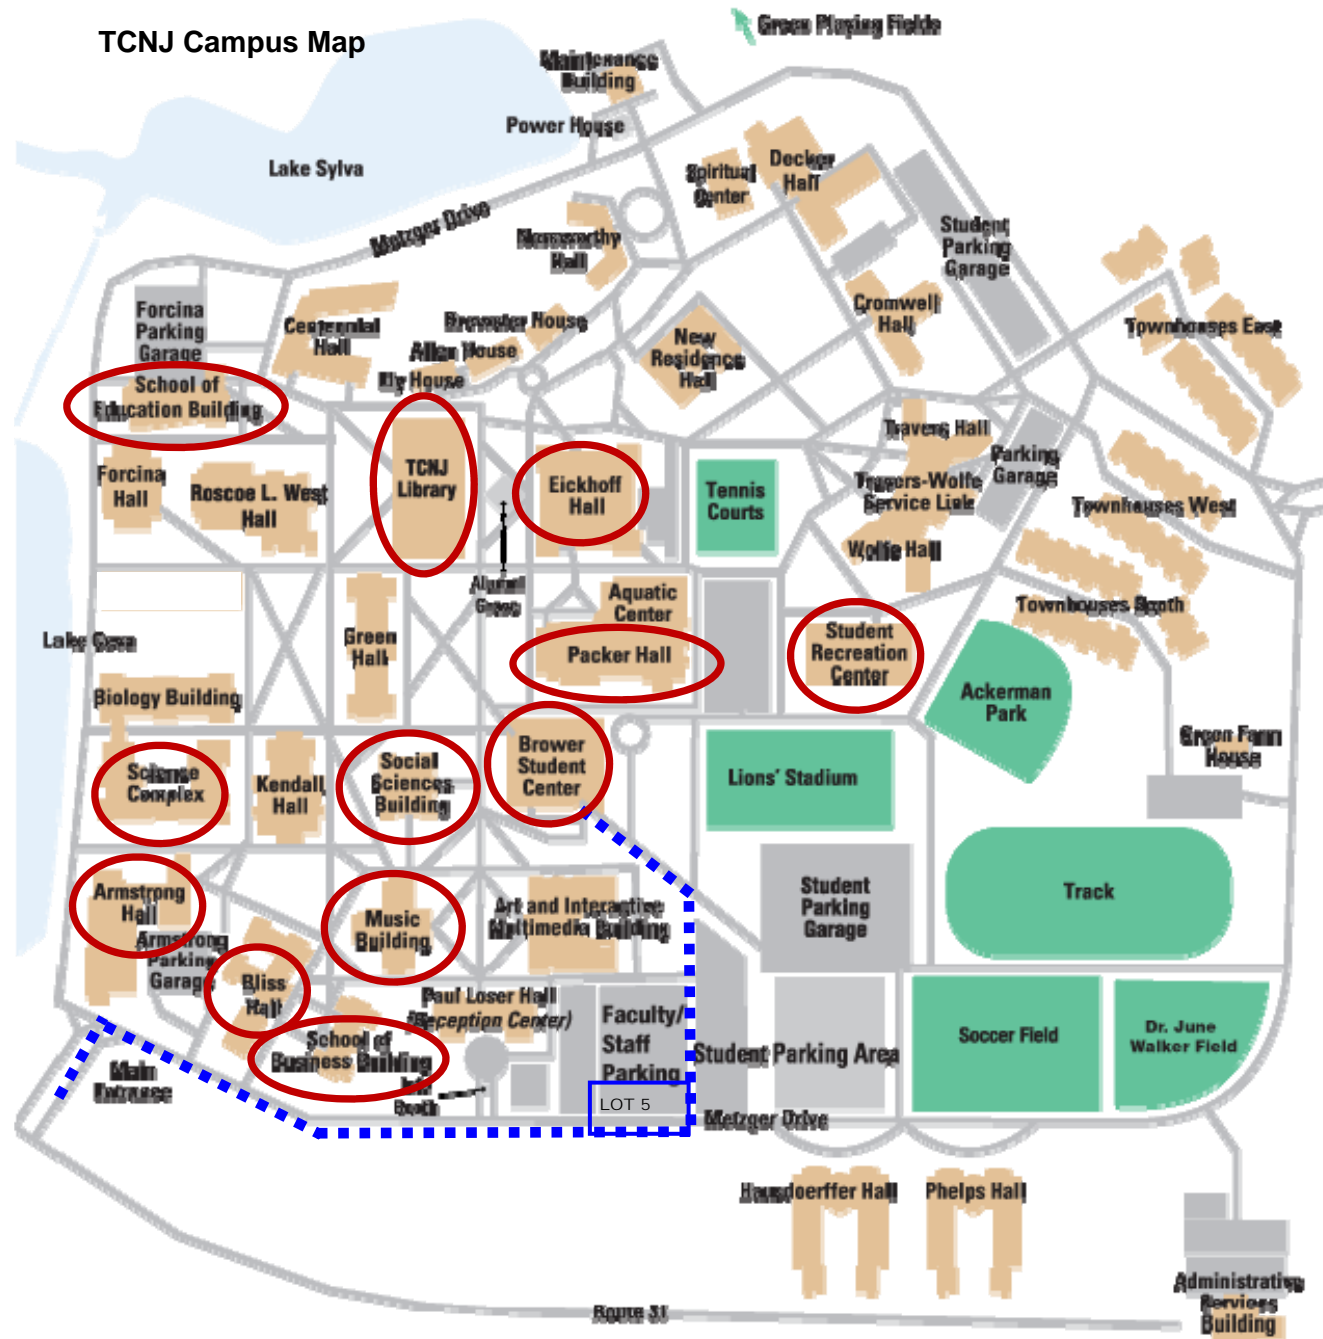 TCNJ Campus Map
Green Playing Fields
Maintenance
Building
Power House
Lake Sylva
Metzger Drive
Spiritual
Center
Decker
Hall
Student
Parking
Garage
Norsworthy
Hall
Forcina
Parking
Garage
Centennial
Hall
Brewster House
Allen House
Ely House
New
Residence
Hall
Cromwell
Hall
Townhouses East
School of
Education Building
Forcina
Hall
Roscoe L. West
Hall
TCNJ
Library
Eickhoff
Hall
Tennis
Courts
Travers Hall
Travers-Wolfe
Service Link
Wolfe Hall
Parking
Garage
Townhouses West
Townhouses South
Alumni
Grove
Aquatic
Center
Packer Hall
Student
Recreation
Center
Lake Ceva
Green
Hall
Biology Building
Ackerman
Park
Green Farm
House
Science
Complex
Kendall
Hall
Social
Sciences
Building
Brower
Student
Center
Lions' Stadium
Armstrong
Hall
Armstrong
Parking
Garage
Music
Building
Art and Interactive
Multimedia Building
Student
Parking
Garage
Track
Bliss
Hall
School of
Business Building
Paul Loser Hall
(Reception Center)
Info
Booth
Faculty/
Staff
Parking
LOT 5
Student Parking Area
Soccer Field
Dr. June
Walker Field
Main
Entrance
Metzger Drive
Hausdoerffer Hall
Phelps Hall
Administrative
Services
Building
Route 31